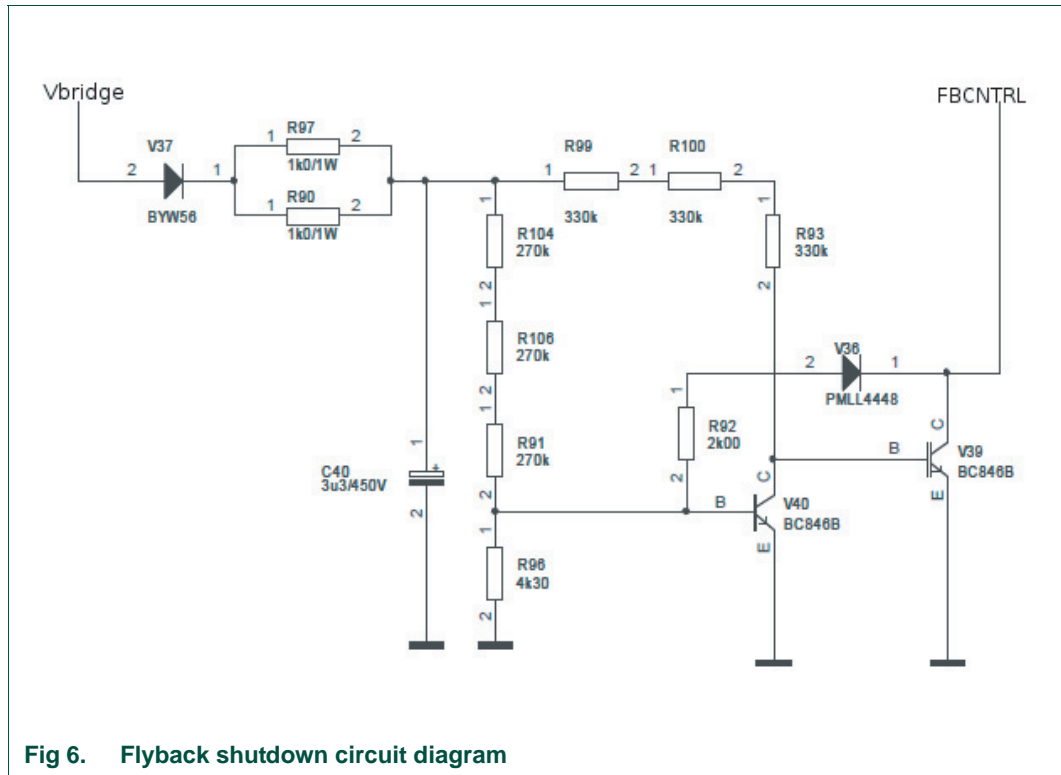 Vbridge
FBCNTRL
V37
2
1
BYW56
R97
1
2
1k0/1W
R90
1
2
1k0/1W
R99
1
2
330k
R100
1
2
330k
1
R93
330k
2
1
R104
270k
2
1
R106
270k
2
1
R91
270k
2
1
R96
4k30
2
1
C40
3u3/450V
+
2
2
V36
1
PMLL4448
1
R92
2k00
2
B
C
V40
BC846B
E
B
C
V39
BC846B
E
Fig 6. Flyback shutdown circuit diagram